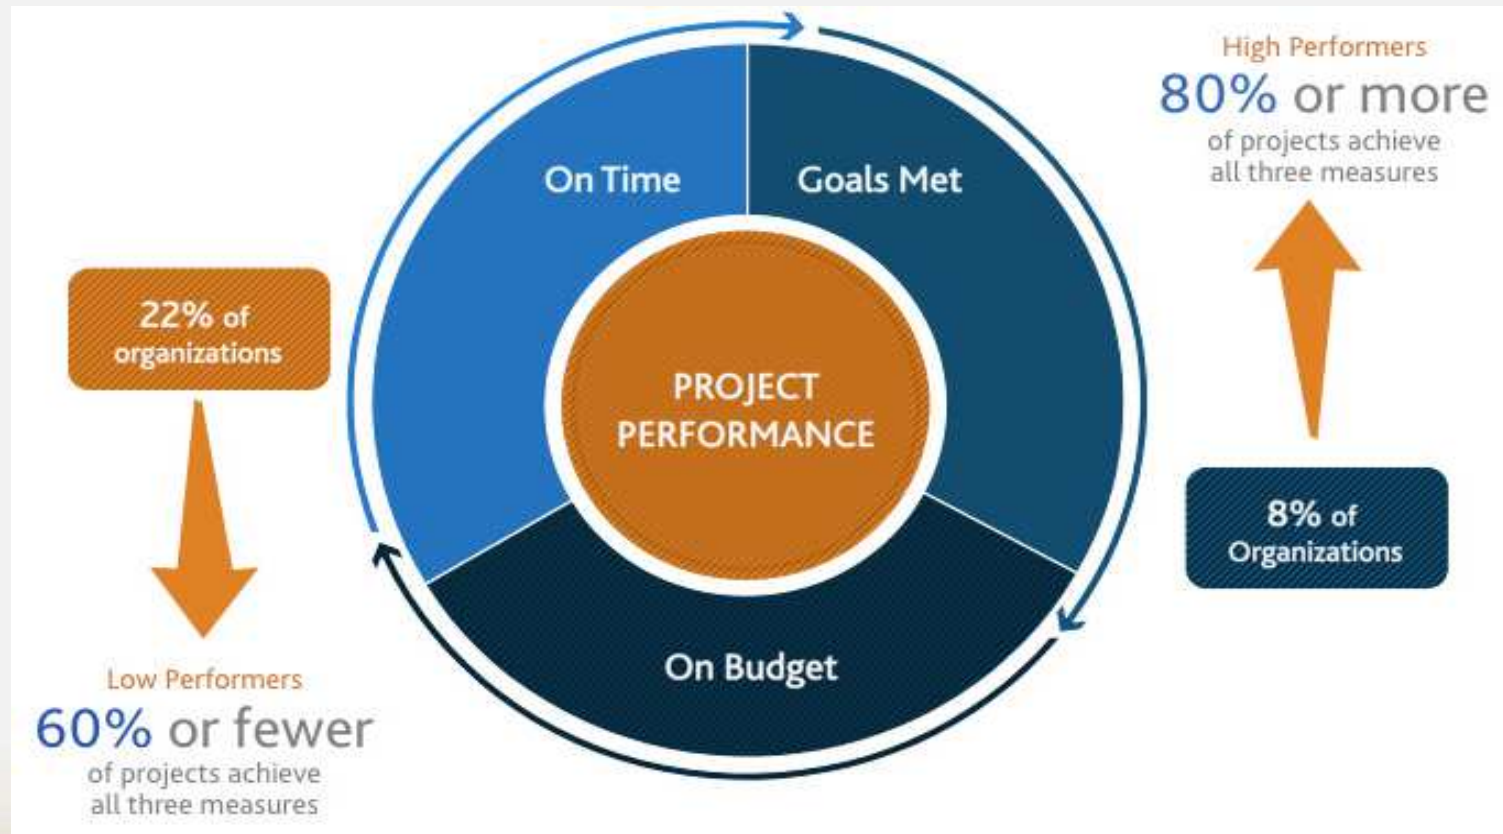 High Performers
80% or more
of projects achieve
all three measures
On Time
Goals Met
22% of
organizations
PROJECT
PERFORMANCE
8% of
Organizations
On Budget
Low Performers
60% or fewer
of projects achieve
all three measures